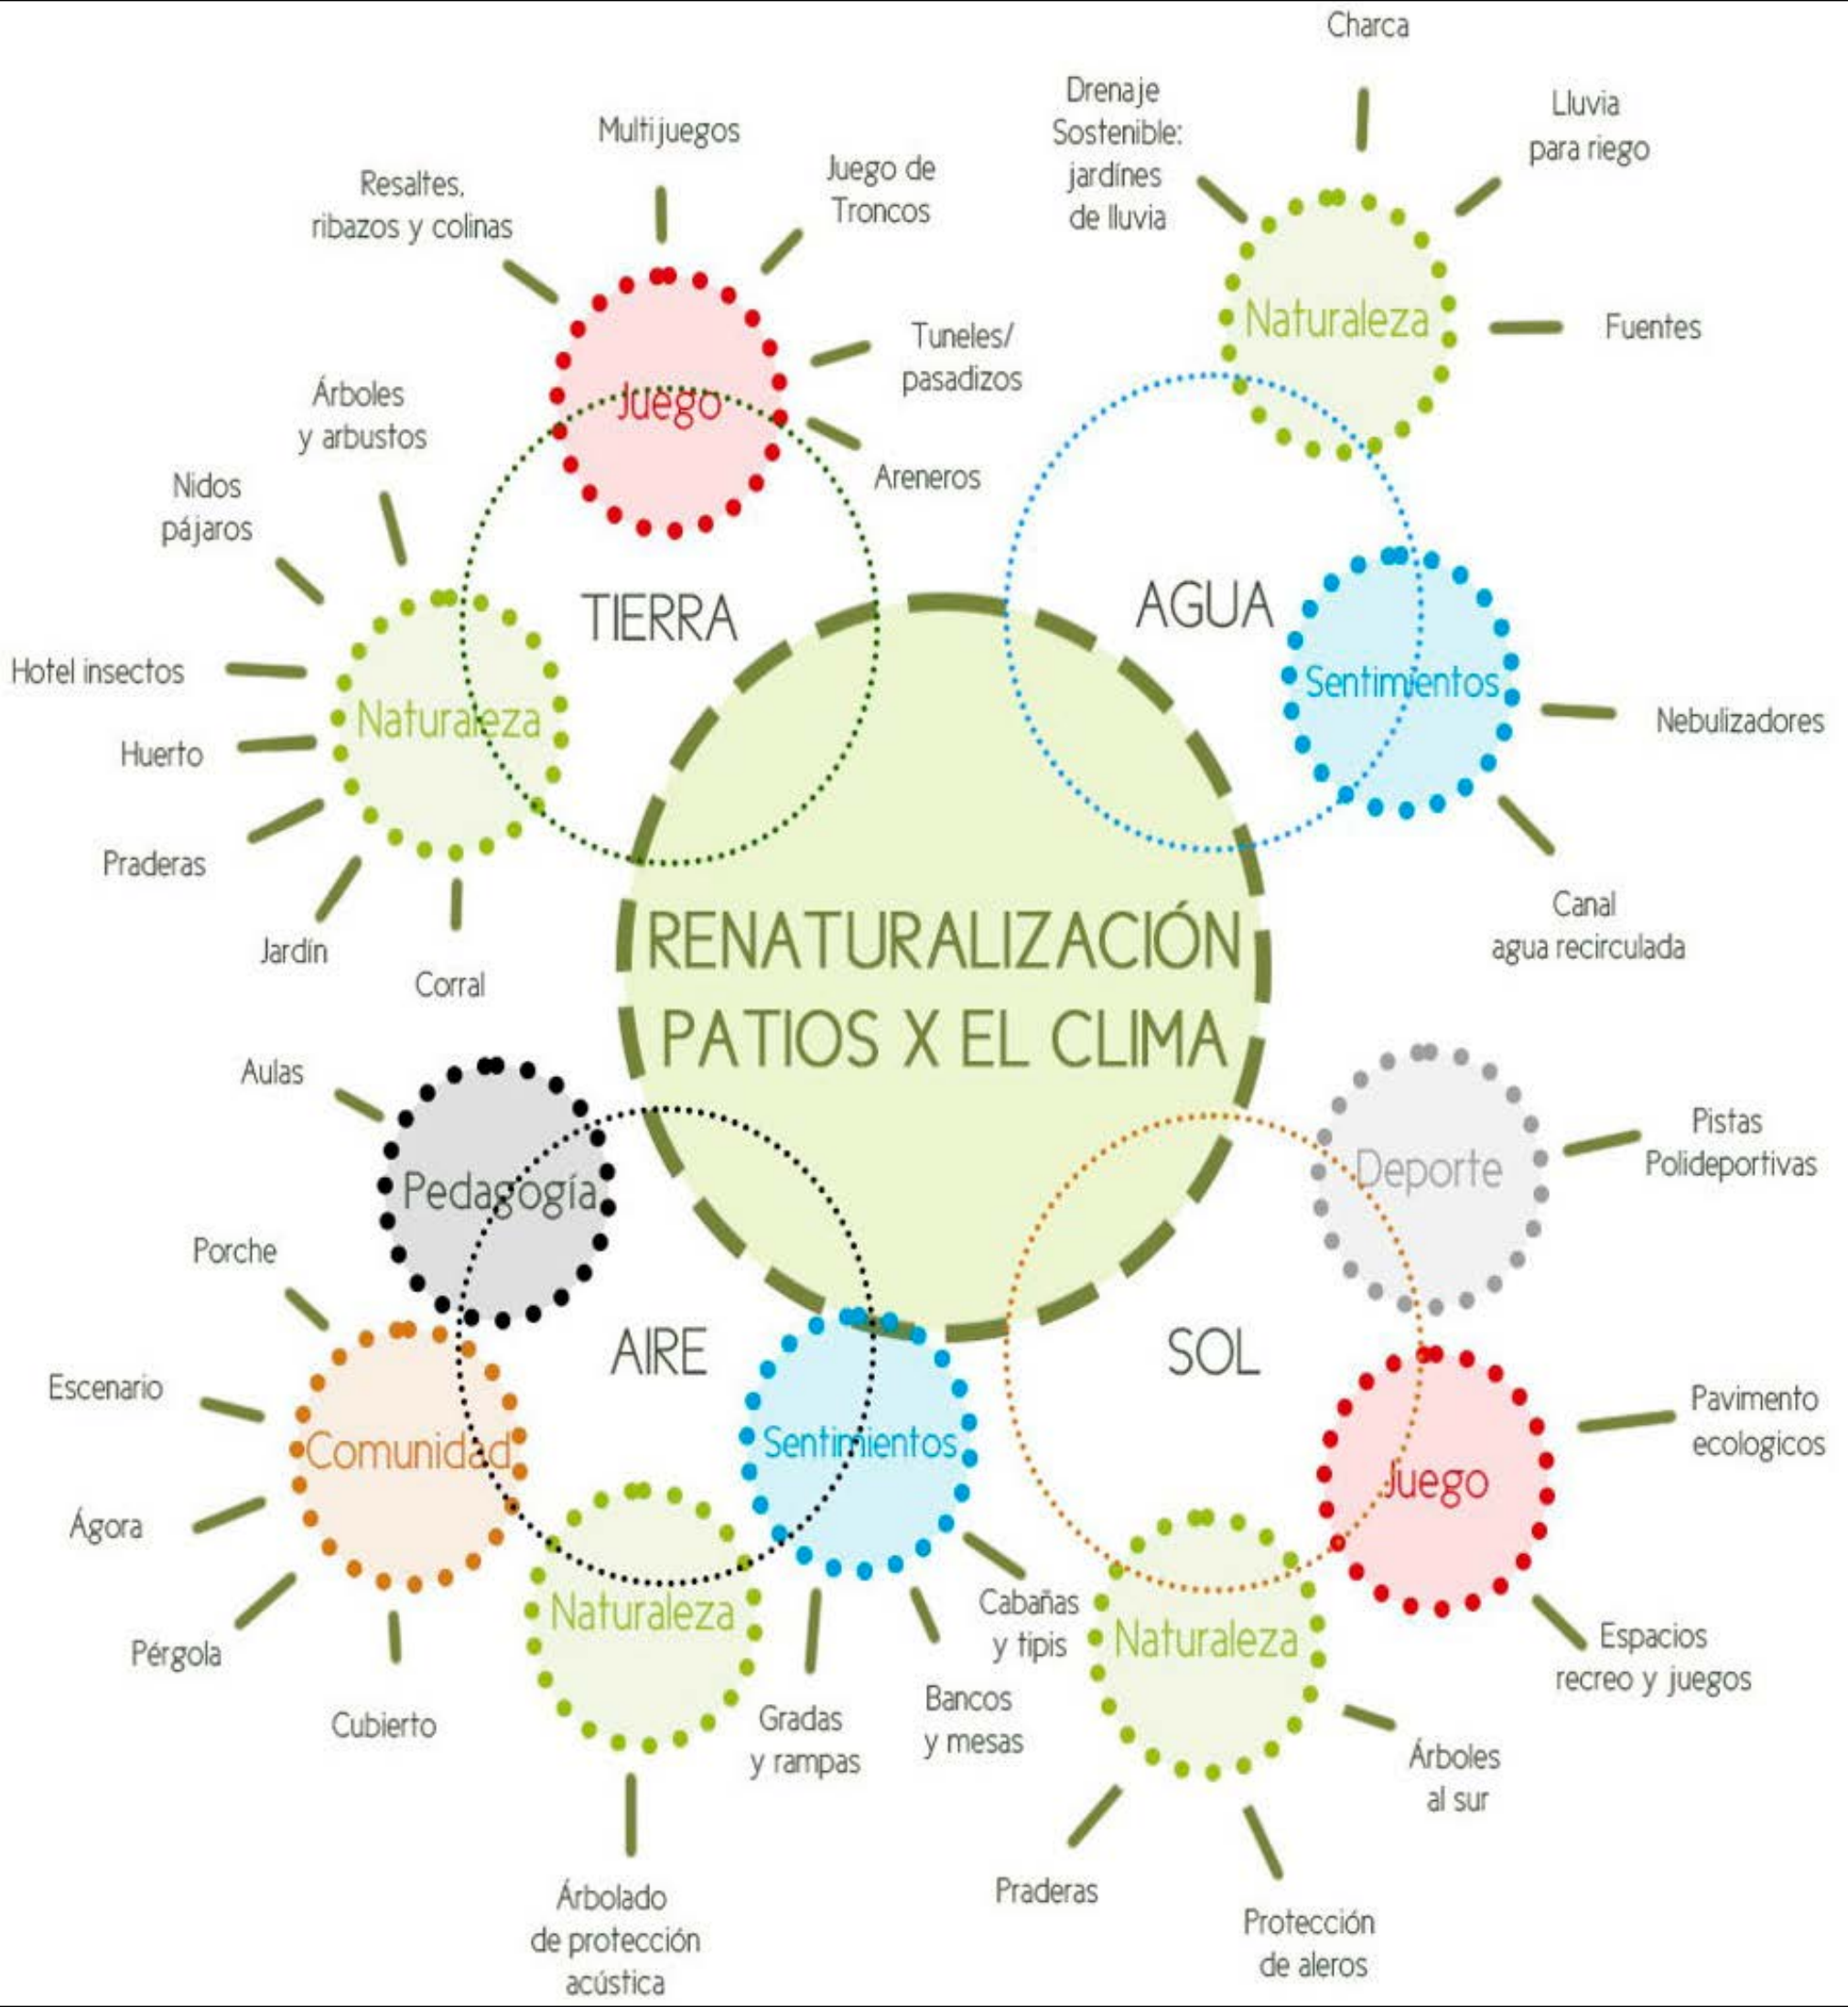 Charca
Drenaje
Sostenible:
jardínes
de lluvia
Lluvia
para riego
Naturaleza
Fuentes
AGUA
Sentimientos
Nebulizadores
Canal
agua recirculada
Multijuegos
Resaltes,
ribazos y colinas
Juego de
Troncos
Juego
Tuneles/
pasadizos
Areneros
TIERRA
Árboles
y arbustos
Nidos
pájaros
Hotel insectos
Naturaleza
Huerto
Praderas
Jardín
Corral
RENATURALIZACIÓN
PATIOS X EL CLIMA
Aulas
Pedagogía
Porche
AIRE
Escenario
Comunidad
Ágora
Pérgola
Cubierto
Sentimientos
Cabañas
y tipis
Bancos
y mesas
Gradas
y rampas
Naturaleza
Árbolado
de protección
acústica
SOL
Deporte
Pistas
Polideportivas
Juego
Pavimento
ecologicos
Espacios
recreo y juegos
Naturaleza
Árboles
al sur
Praderas
Protección
de aleros